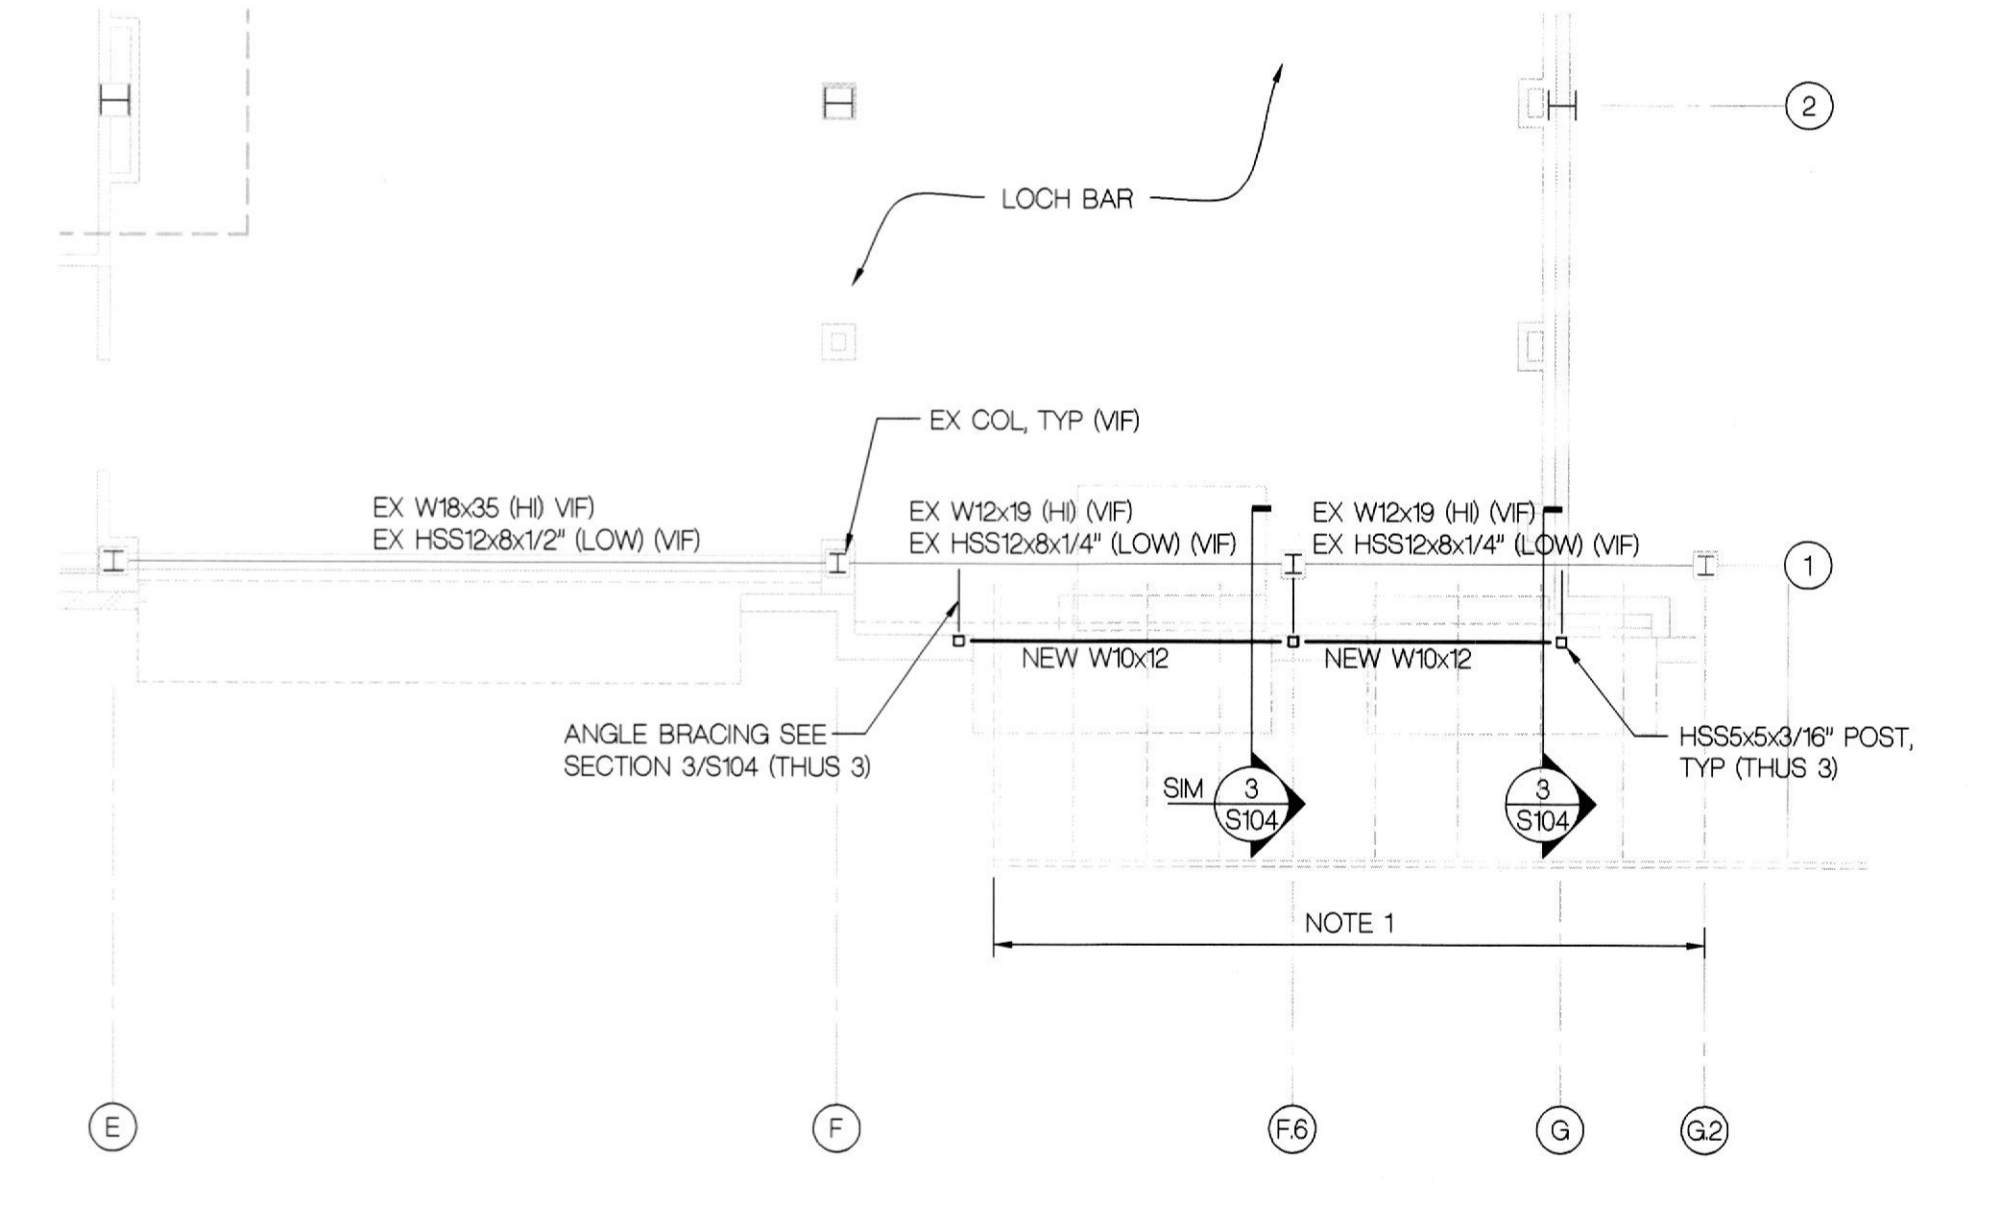 2
LOCH BAR
EX COL, TYP (VIF)
EX W18x35 (HI) VIF)
EX HSS12x8x1/2" (LOW) (VIF)
EX W12x19 (HI) (VIF)
EX HSS12x8x1/4" (LOW) (VIF)
EX W12x19 (HI) (VIF)
EX HSS12x8x1/4" (LOW) (VIF)
1
NEW W10x12
NEW W10x12
ANGLE BRACING SEE
SECTION 3/S104 (THUS 3)
HSS5x5x3/16" POST,
TYP (THUS 3)
SIM
3
S104
3
S104
NOTE 1
E
F
F.6
G
G.2